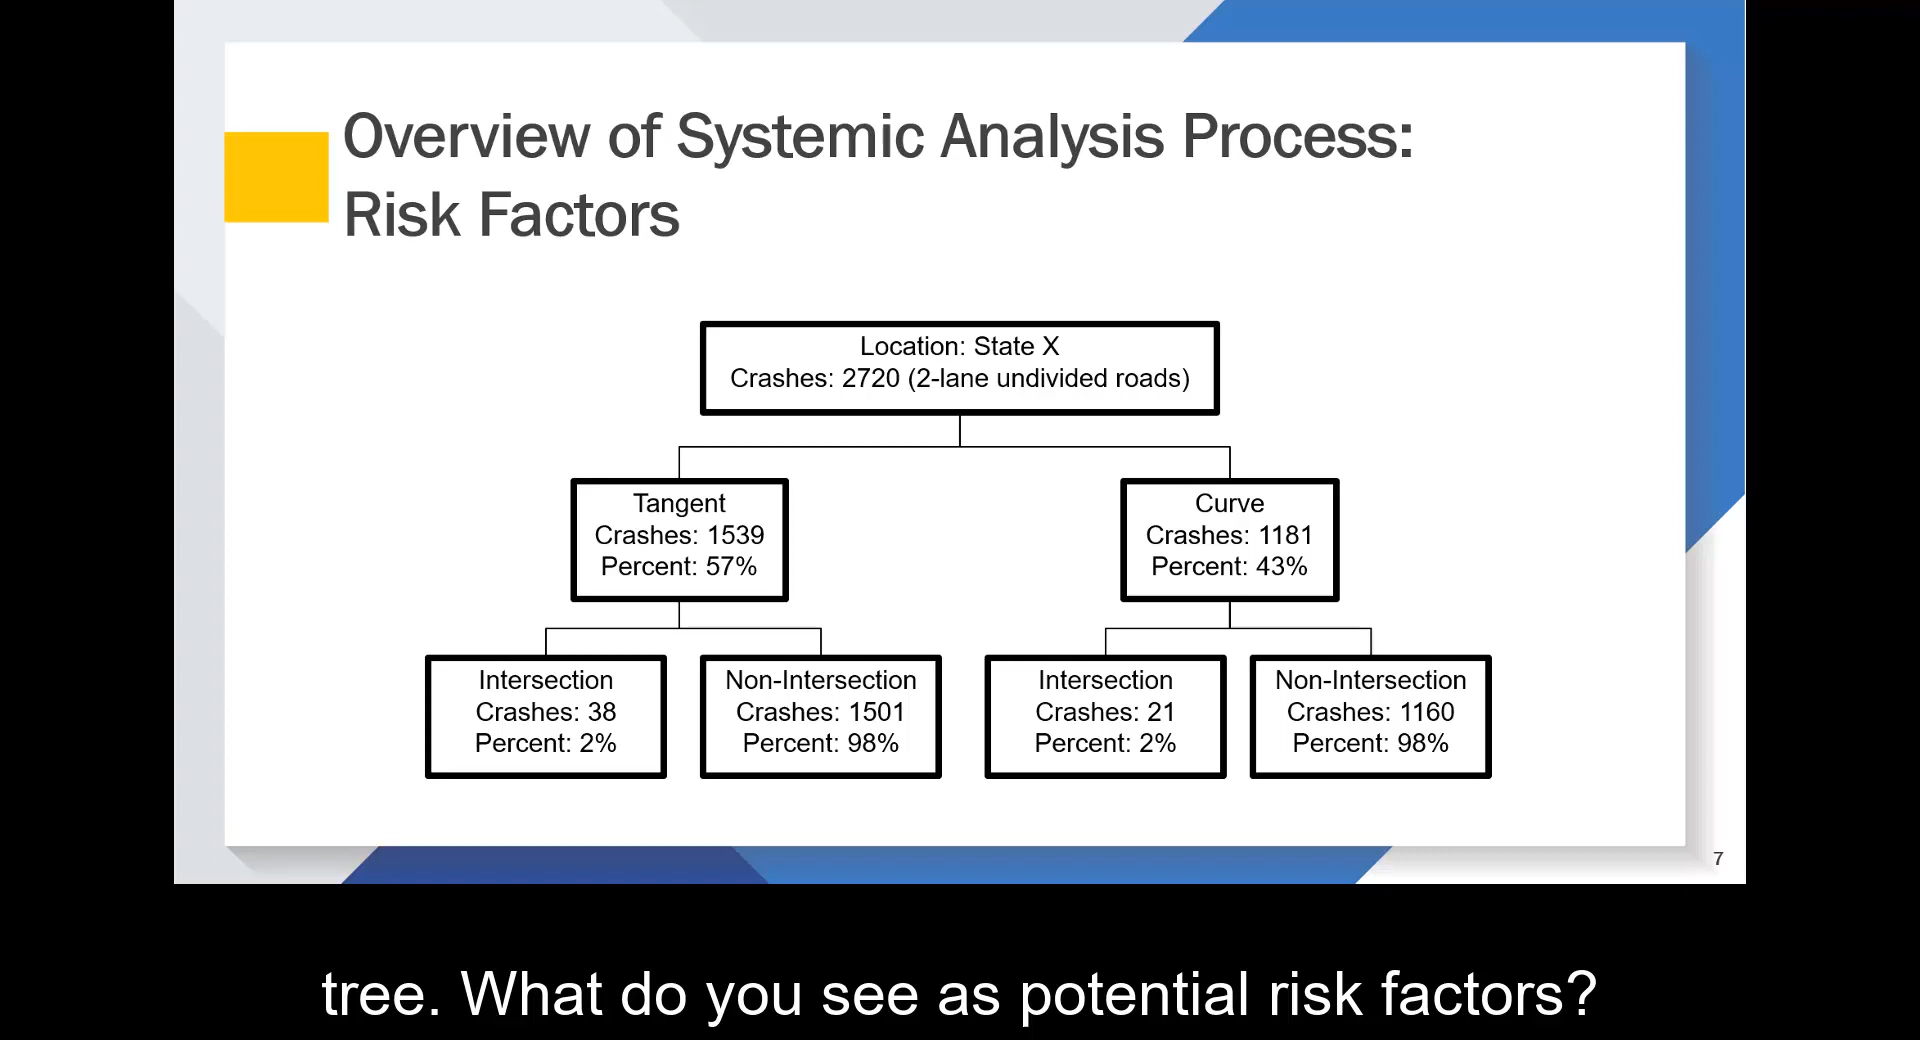 Overview of Systemic Analysis Process:
Risk Factors
Location: State X
Crashes: 2720 (2-lane undivided roads)
Tangent
Crashes: 1539
Percent: 57%
Curve
Crashes: 1181
Percent: 43%
Intersection
Crashes: 38
Percent: 2%
Non-Intersection
Crashes: 1501
Percent: 98%
Intersection
Crashes: 21
Percent: 2%
Non-Intersection
Crashes: 1160
Percent: 98%
7
tree. What do you see as potential risk factors?